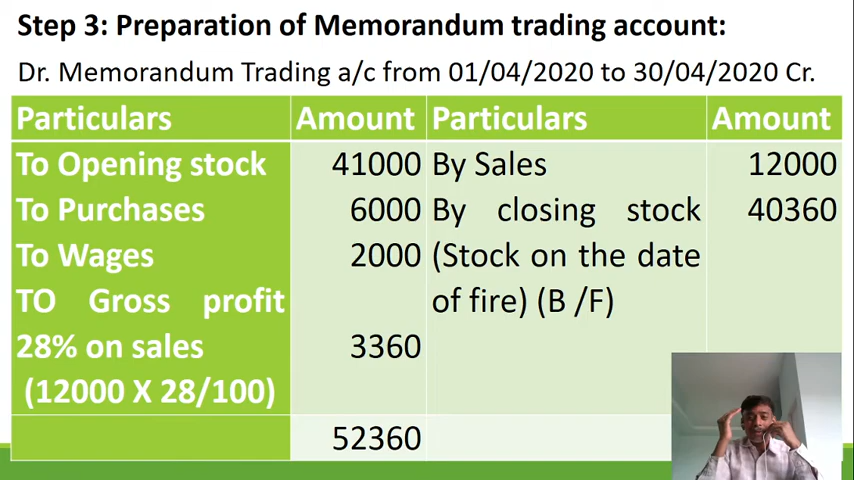 Step 3: Preparation of Memorandum trading account:
Dr. Memorandum Trading a/c from 01/04/2020 to 30/04/2020 Cr.
Particulars Amount Particulars Amount
To Opening stock 41000 By Sales 12000
To Purchases 6000 By closing stock 40360
To Wages 2000 (Stock on the date
TO Gross profit of fire) (B /F)
28% on sales 3360
(12000 X 28/100)
52360